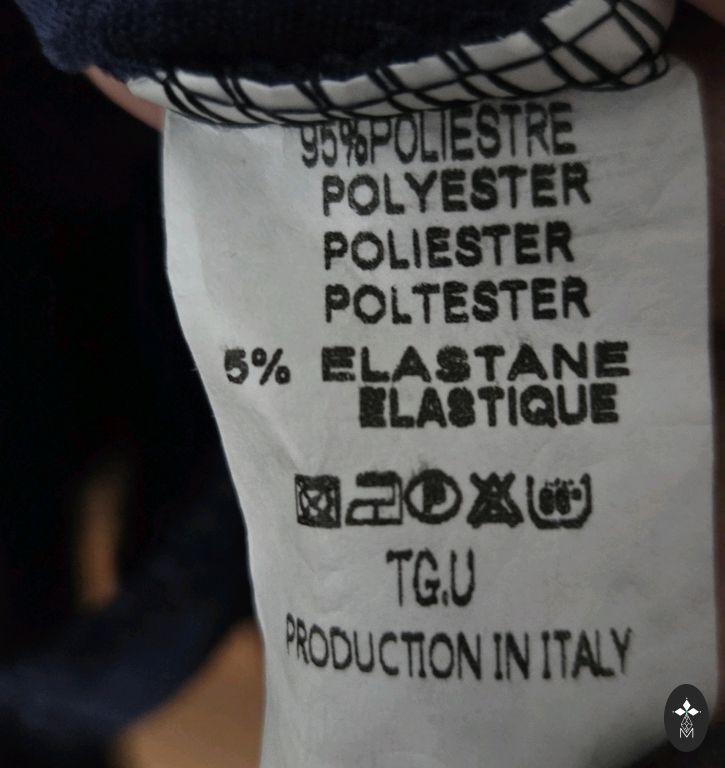 95%POLIESTRE
POLYESTER
POLIESTER
POLTESTER
5% ELASTANE
ELASTIQUE
P
TG.U
PRODUCTION IN ITALY
M